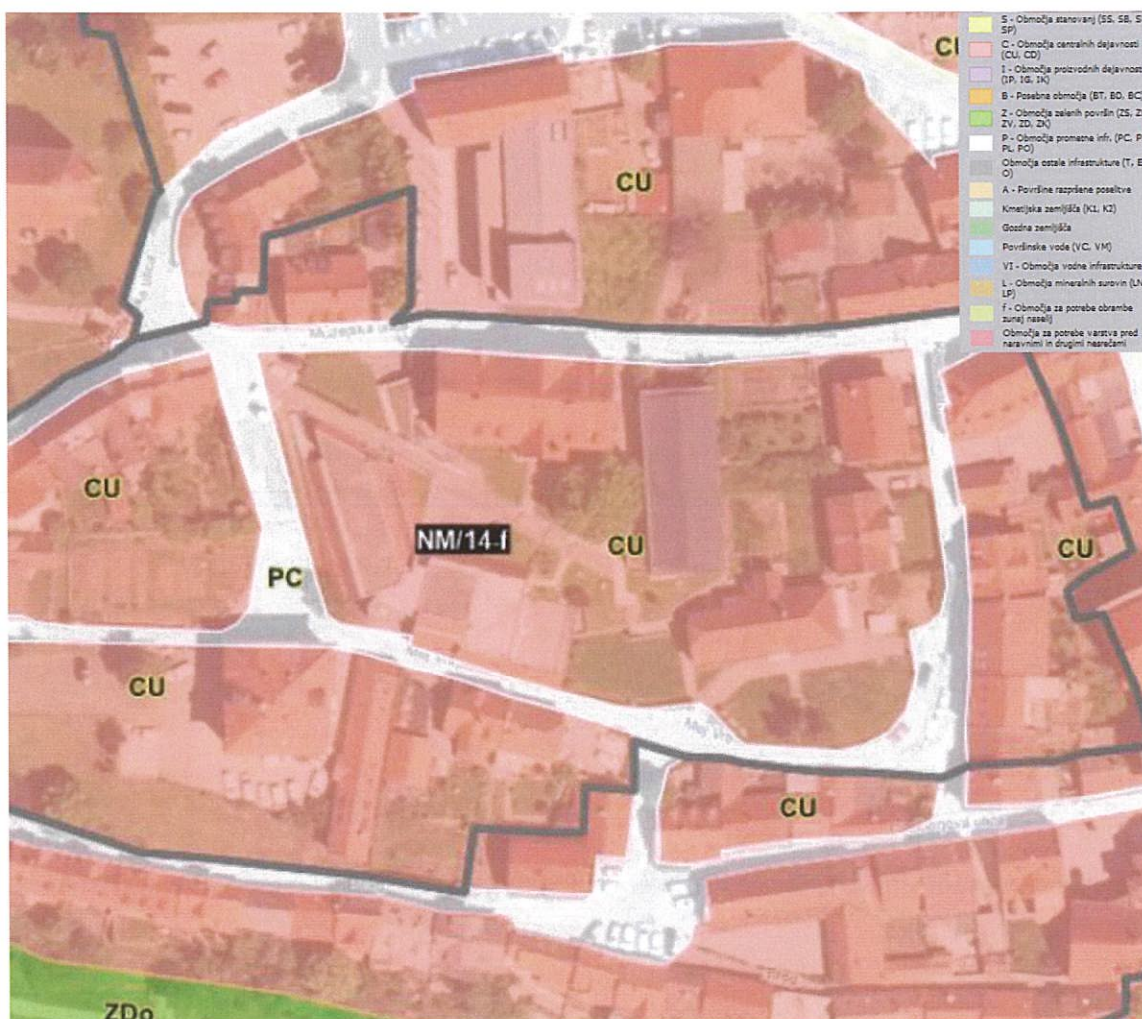 S - Območja stanovanj (SS, SB, S
SP)
C - Območja centralnih dejavnosti
(CU, CD)
I - Območja proizvodnih dejavnost
(IP, IG, IK)
B - Posebna območja (BT, BD, BC)
Z - Območja zelenih površin (ZS, Z
ZV, ZD, ZK)
P - Območja prometne infr. (PC, P
PL, PO)
Območja ostale infrastrukture (T, E
O)
A - Površine razpršene poselitve
Kmetijska zemljišča (K1, K2)
Gozdna zemljišča
Površinske vode (VC, VM)
VI - Območja vodne infrastrukture
L - Območja mineralnih surovin (LN
LP)
f - Območja za potrebe obrambe
zunaj naselij
Območja za potrebe varstva pred
naravnimi in drugimi nesrečami
CU
CU
CU
NM/14-f
CU
CU
PC
CU
CU
ZDo